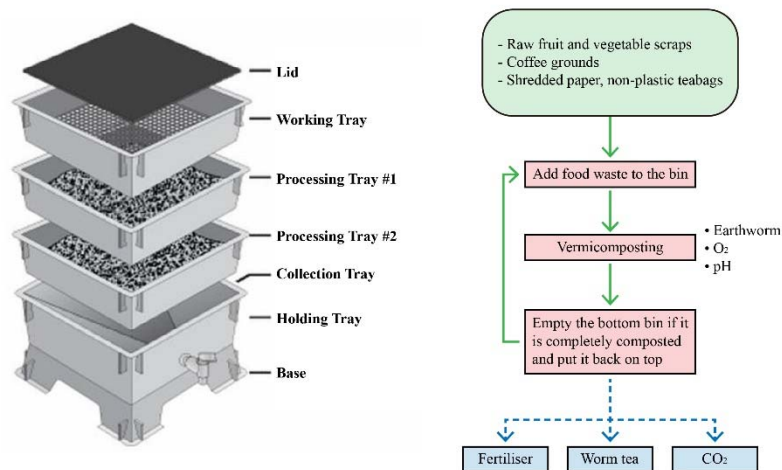 Lid
Working Tray
Processing Tray #1
Processing Tray #2
Collection Tray
Holding Tray
Base
- Raw fruit and vegetable scraps
- Coffee grounds
- Shredded paper, non-plastic teabags
Add food waste to the bin
Vermicomposting
• Earthworm
• O₂
• pH
Empty the bottom bin if it
is completely composted
and put it back on top
Fertiliser
Worm tea
CO₂